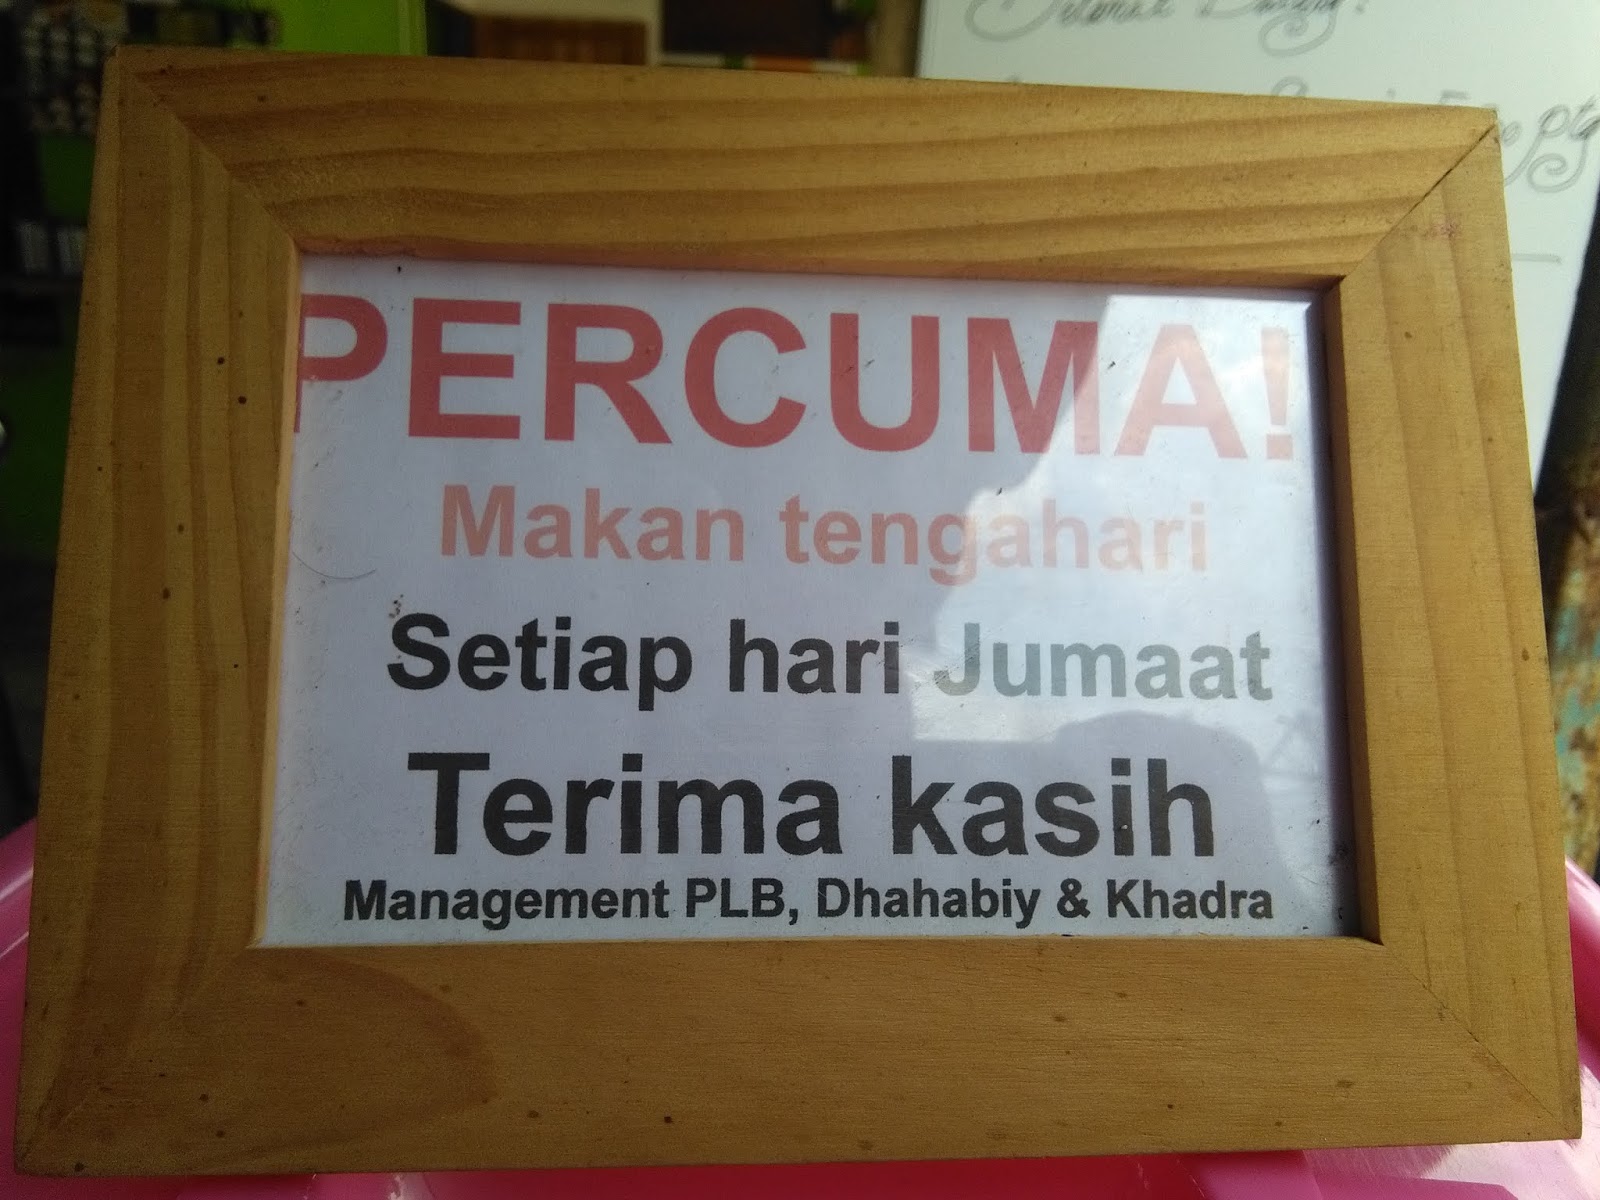 PERCUMA!
Makan tengahari
Setiap hari Jumaat
Terima kasih
Management PLB, Dhahabiy & Khadra